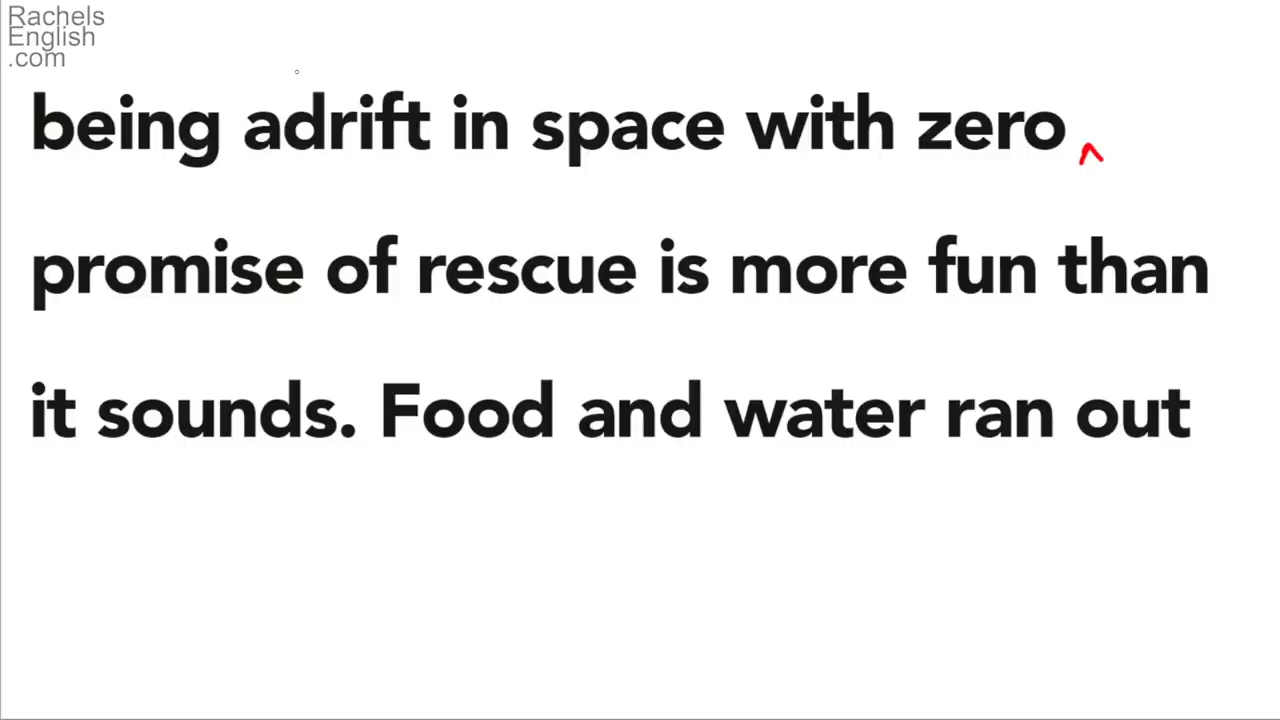 Rachels
English
.com
being adrift in space with zero
promise of rescue is more fun than
it sounds. Food and water ran out